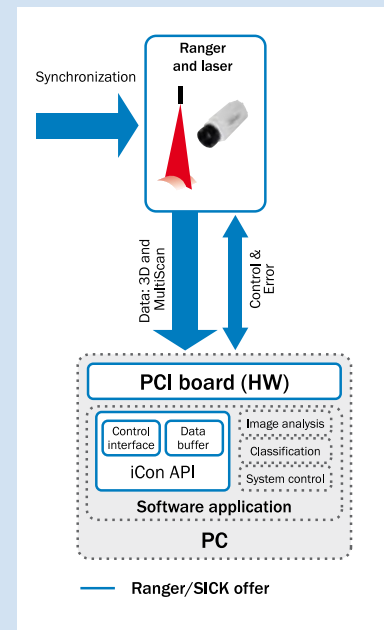 Ranger
and laser
Synchronization
Data: 3D and
MultiScan
Control &
Error
PCI board (HW)
Control
interface
Data
buffer
iCon API
Image analysis
Classification
System control
Software application
PC
Ranger/SICK offer